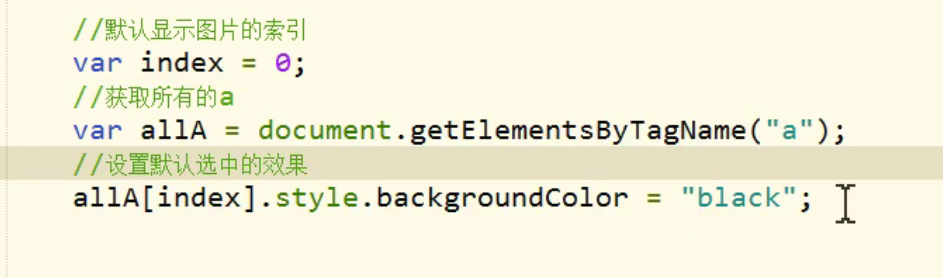 //默认显示图片的索引
var index = 0;
//获取所有的a
var allA = document.getElementsByTagName("a");
//设置默认选中的效果
allA[index].style.backgroundColor = "black";